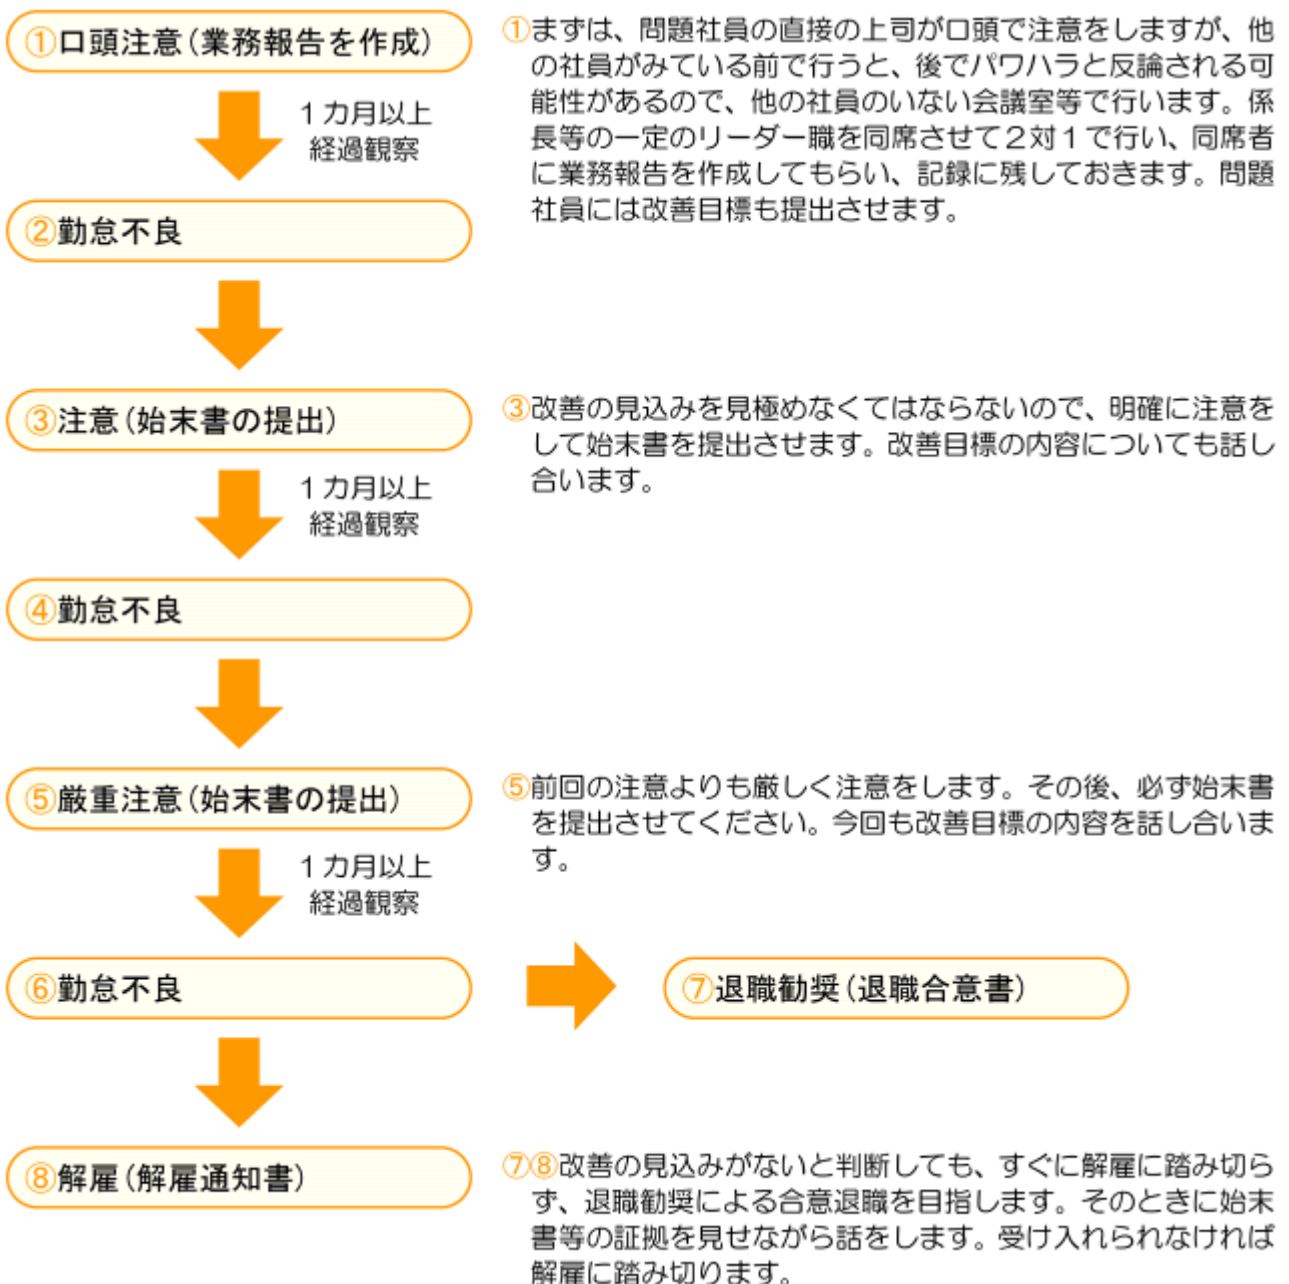 ①口頭注意(業務報告を作成)
①まずは、問題社員の直接の上司が口頭で注意をしますが、他
の社員がみている前で行うと、後でパワハラと反論される可
能性があるので、他の社員のいない会議室等で行います。係
長等の一定のリーダー職を同席させて２対１で行い、同席者
に業務報告を作成してもらい、記録に残しておきます。問題
社員には改善目標も提出させます。
１カ月以上
経過観察
②勤怠不良
③注意(始末書の提出)
③改善の見込みを見極めなくてはならないので、明確に注意を
して始末書を提出させます。改善目標の内容についても話し
合います。
１カ月以上
経過観察
④勤怠不良
⑤厳重注意(始末書の提出)
⑤前回の注意よりも厳しく注意をします。その後、必ず始末書
を提出させてください。今回も改善目標の内容を話し合いま
す。
１カ月以上
経過観察
⑥勤怠不良
⑦退職勧奨(退職合意書)
⑧解雇(解雇通知書)
⑦⑧改善の見込みがないと判断しても、すぐに解雇に踏み切ら
ず、退職勧奨による合意退職を目指します。そのときに始末
書等の証拠を見せながら話をします。受け入れられなければ
解雇に踏み切ります。